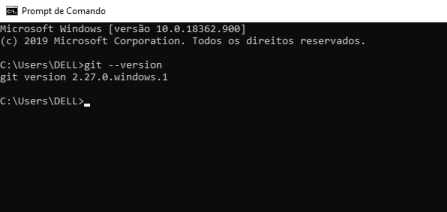 Prompt de Comando
Microsoft Windows [versão 10.0.18362.900]
(c) 2019 Microsoft Corporation. Todos os direitos reservados.
C:\Users\DELL>git --version
git version 2.27.0.windows.1
C:\Users\DELL>